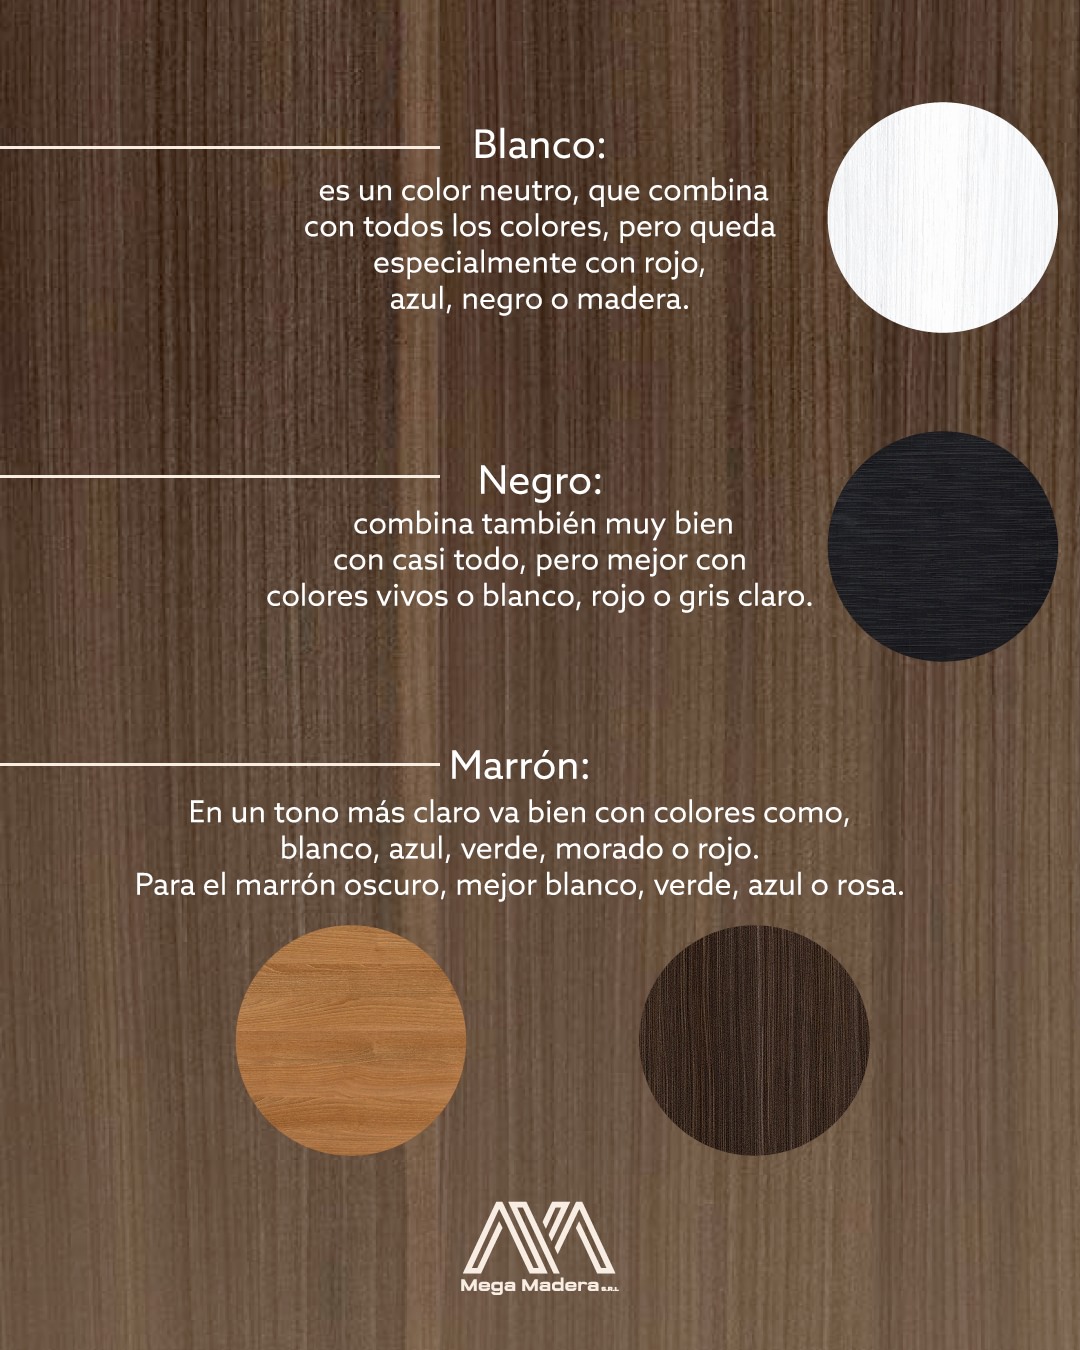 Blanco:
es un color neutro, que combina
con todos los colores, pero queda
especialmente con rojo,
azul, negro o madera.
Negro:
combina también muy bien
con casi todo, pero mejor con
colores vivos o blanco, rojo o gris claro.
Marrón:
En un tono más claro va bien con colores como,
blanco, azul, verde, morado o rojo.
Para el marrón oscuro, mejor blanco, verde, azul o rosa.
Mega Madera S.R.L